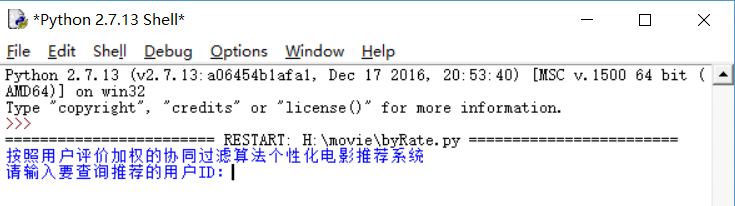 *Python 2.7.13 Shell*
File Edit Shell Debug Options Window Help
Python 2.7.13 (v2.7.13:a06454b1afa1, Dec 17 2016, 20:53:40) [MSC v.1500 64 bit (
AMD64)] on win32
Type "copyright", "credits" or "license()" for more information.
>>>
======================== RESTART: H:\movie\byRate.py ========================
按照用户评价加权的协同过滤算法个性化电影推荐系统
请输入要查询推荐的用户ID: